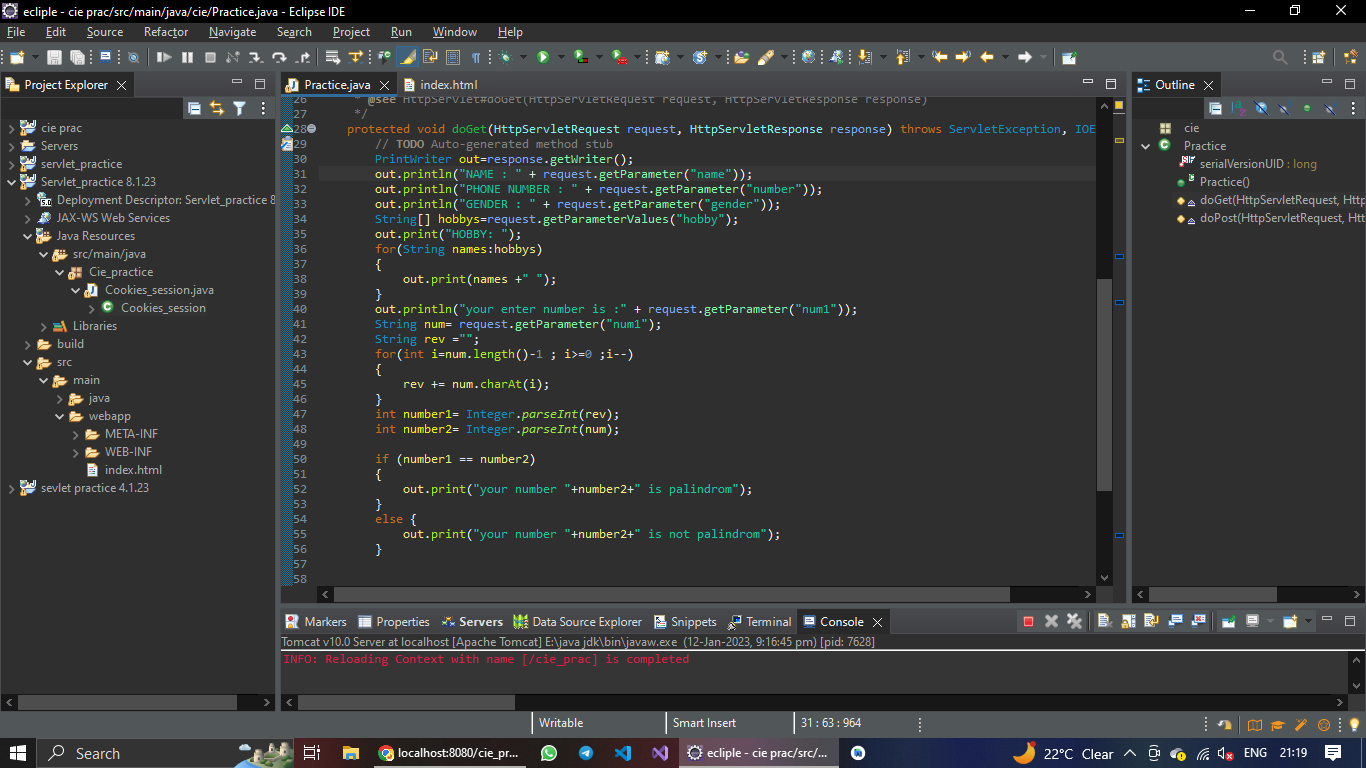 ecliple - cie prac/src/main/java/cie/Practice.java - Eclipse IDE
File Edit Source Refactor Navigate Search Project Run Window Help
Project Explorer
cie prac
Servers
servlet_practice
Servlet_practice 8.1.23
Deployment Descriptor: Servlet_practice 8
JAX-WS Web Services
Java Resources
src/main/java
Cie_practice
Cookies_session.java
Cookies_session
Libraries
build
src
main
java
webapp
META-INF
WEB-INF
index.html
sevlet practice 4.1.23
Practice.java index.html
26 * @see HttpServlet#doGet(HttpServletRequest request, HttpServletResponse response)
27 */
28 protected void doGet(HttpServletRequest request, HttpServletResponse response) throws ServletException, IOE
29 // TODO Auto-generated method stub
30 PrintWriter out=response.getWriter();
31 out.println("NAME : " + request.getParameter("name"));
32 out.println("PHONE NUMBER : " + request.getParameter("number"));
33 out.println("GENDER : " + request.getParameter("gender"));
34 String[] hobbys=request.getParameterValues("hobby");
35 out.print("HOBBY: ");
36 for(String names:hobbys)
37 {
38 out.print(names +" ");
39 }
40 out.println("your enter number is :" + request.getParameter("num1"));
41 String num= request.getParameter("num1");
42 String rev ="";
43 for(int i=num.length()-1 ; i>=0 ;i--)
44 {
45 rev += num.charAt(i);
46 }
47 int number1= Integer.parseInt(rev);
48 int number2= Integer.parseInt(num);
49
50 if (number1 == number2)
51 {
52 out.print("your number "+number2+" is palindrom");
53 }
54 else {
55 out.print("your number "+number2+" is not palindrom");
56 }
57
58
Outline
cie
Practice
serialVersionUID : long
Practice()
doGet(HttpServletRequest, Htt
doPost(HttpServletRequest, Htt
Markers Properties Servers Data Source Explorer Snippets Terminal Console
Tomcat v10.0 Server at localhost [Apache Tomcat] E:\java jdk\bin\javaw.exe (12-Jan-2023, 9:16:45 pm) [pid: 7628]
INFO: Reloading Context with name [/cie_prac] is completed
Writable Smart Insert 31 : 63 : 964
Search localhost:8080/cie_pr... ecliple - cie prac/src/... 22°C Clear ENG 21:19